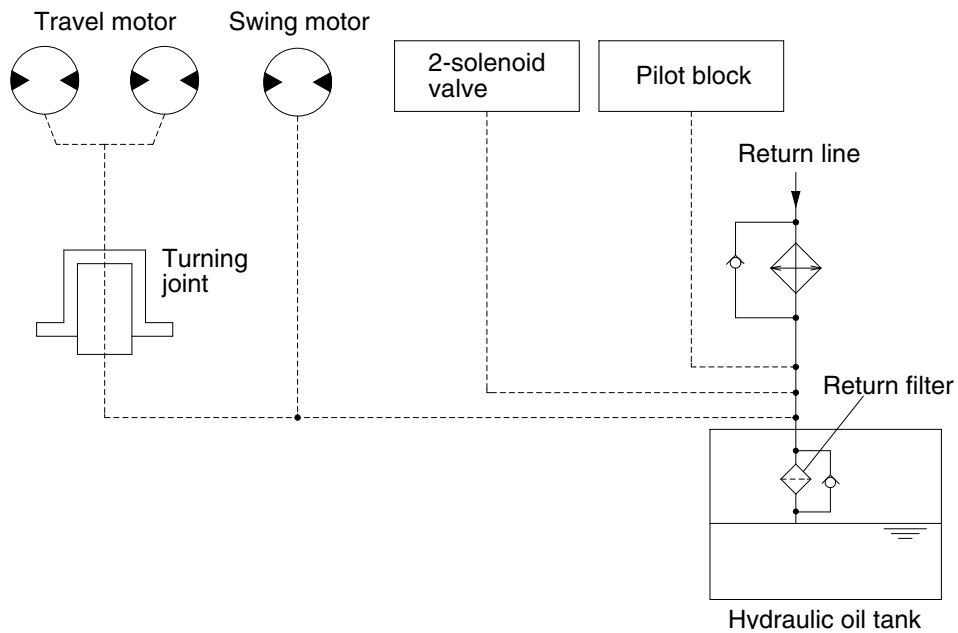 Travel motor
Swing motor
2-solenoid
valve
Pilot block
Return line
Turning
joint
Return filter
Hydraulic oil tank